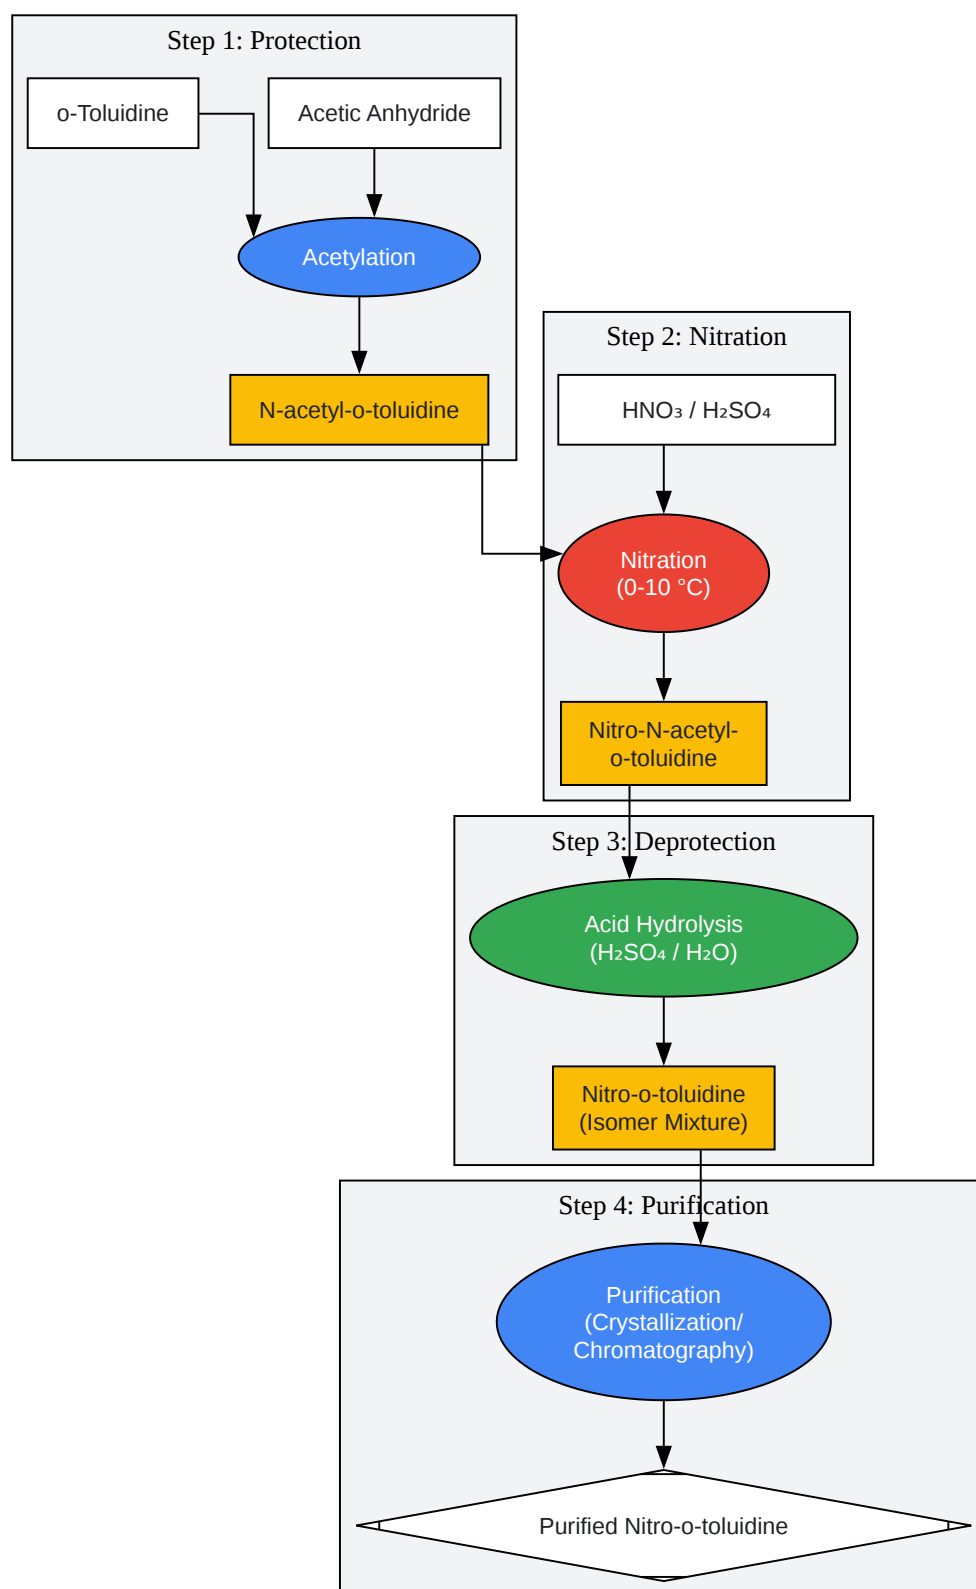 Step 1: Protection
o-Toluidine
Acetic Anhydride
Acetylation
N-acetyl-o-toluidine
Step 2: Nitration
HNO₃ / H₂SO₄
Nitration
(0-10 °C)
Nitro-N-acetyl-
o-toluidine
Step 3: Deprotection
Acid Hydrolysis
(H₂SO₄ / H₂O)
Nitro-o-toluidine
(Isomer Mixture)
Step 4: Purification
Purification
(Crystallization/
Chromatography)
Purified Nitro-o-toluidine